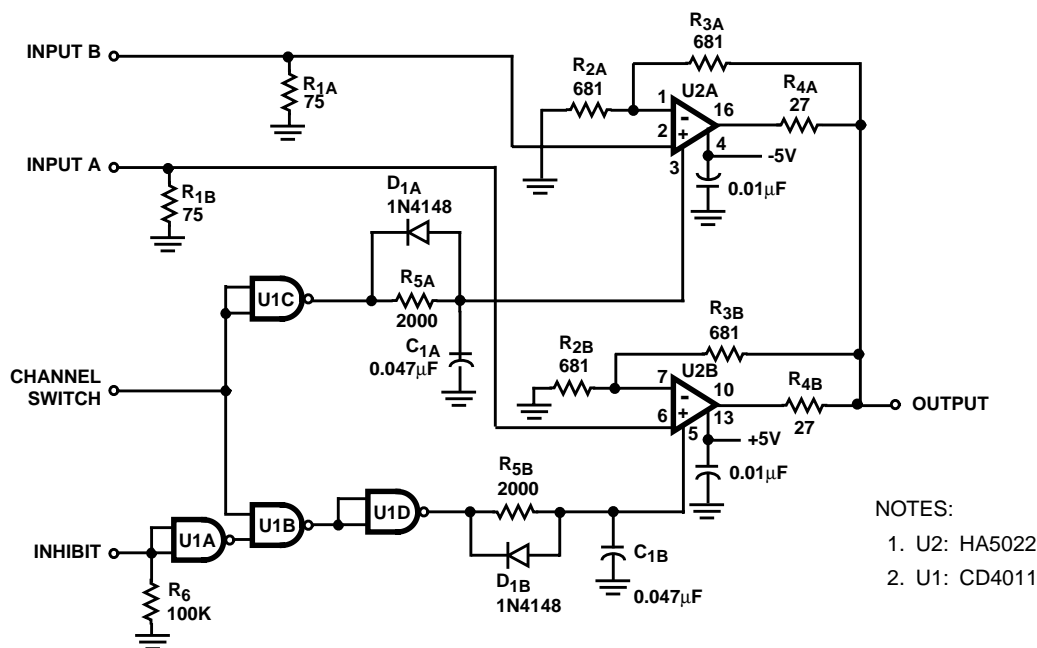 INPUT B
R1A
75
INPUT A
R1B
75
R3A
681
R2A
681
U2A
1
2
3
-
+
16
4
R4A
27
-5V
0.01µF
D1A
1N4148
U1C
R5A
2000
C1A
0.047µF
R3B
681
R2B
681
U2B
7
6
5
-
+
10
13
R4B
27
OUTPUT
+5V
0.01µF
CHANNEL
SWITCH
U1B
U1D
R5B
2000
INHIBIT
U1A
D1B
1N4148
C1B
0.047µF
R6
100K
NOTES:
1. U2: HA5022
2. U1: CD4011